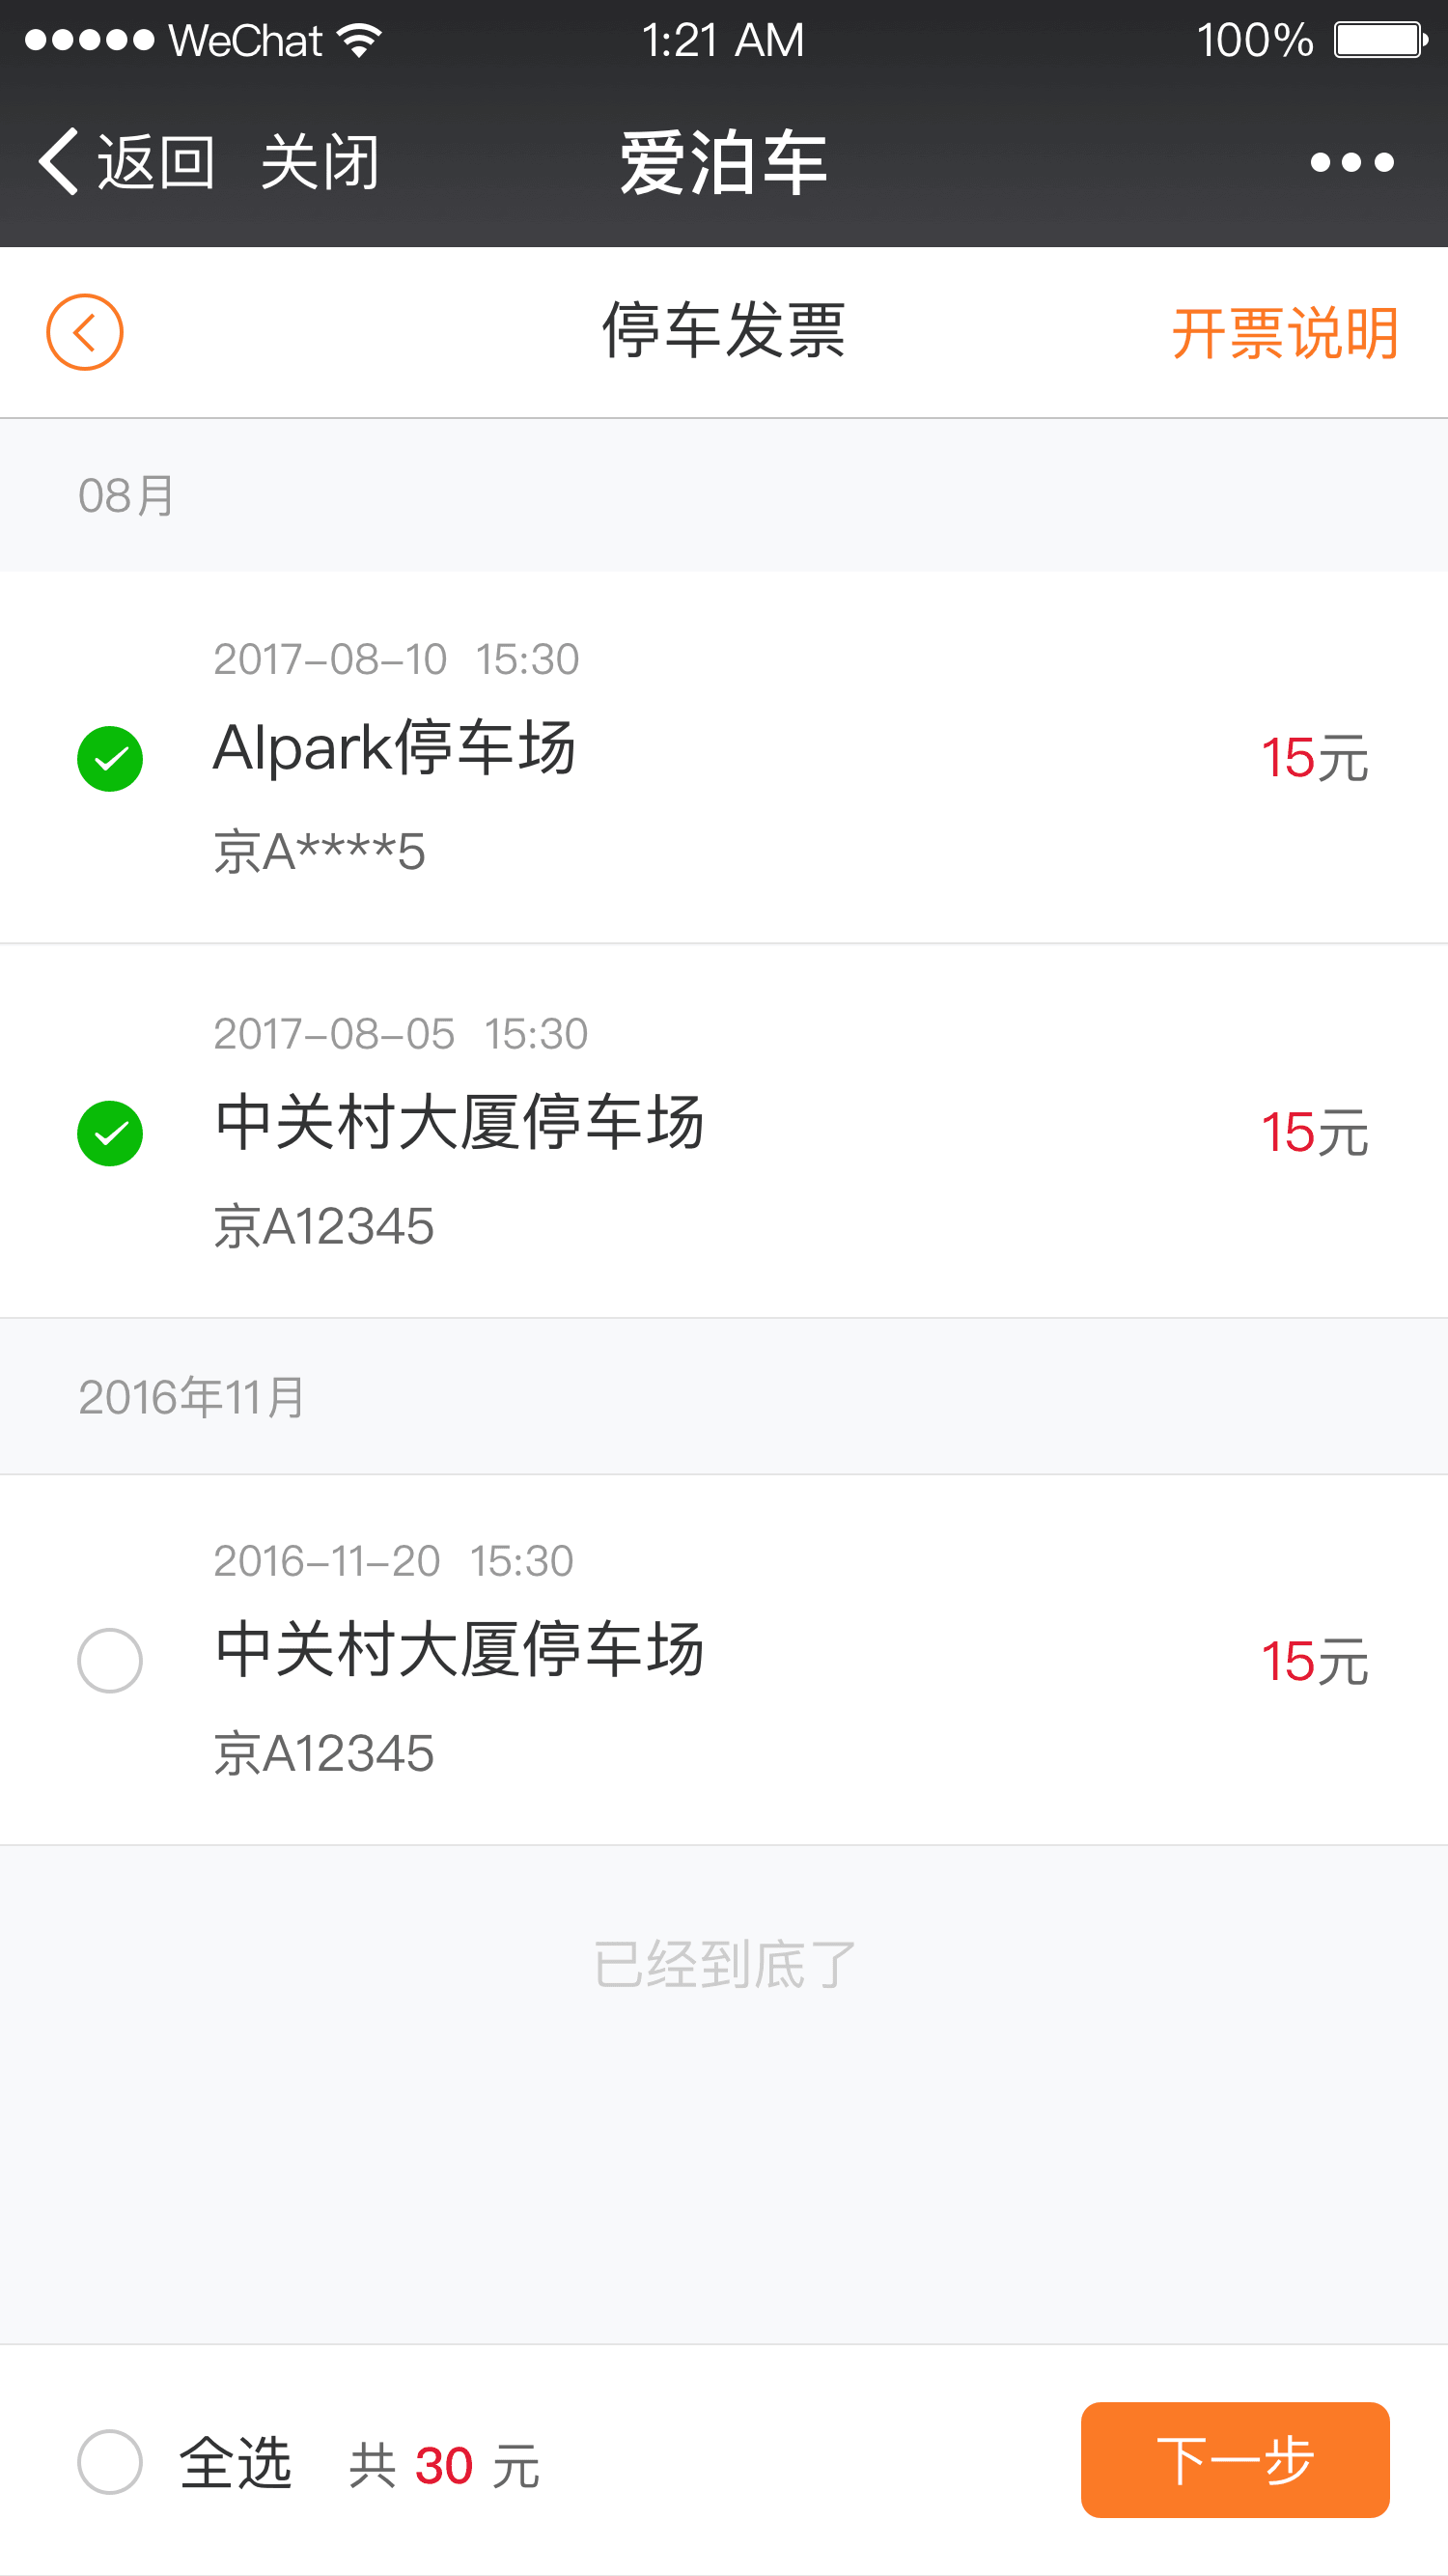 WeChat 1:21 AM 100%
返回 关闭 爱泊车
停车发票 开票说明
08月
2017-08-10 15:30
Alpark停车场
15元
京A****5
2017-08-05 15:30
中关村大厦停车场
15元
京A12345
2016年11月
2016-11-20 15:30
中关村大厦停车场
15元
京A12345
已经到底了
全选 共 30 元 下一步